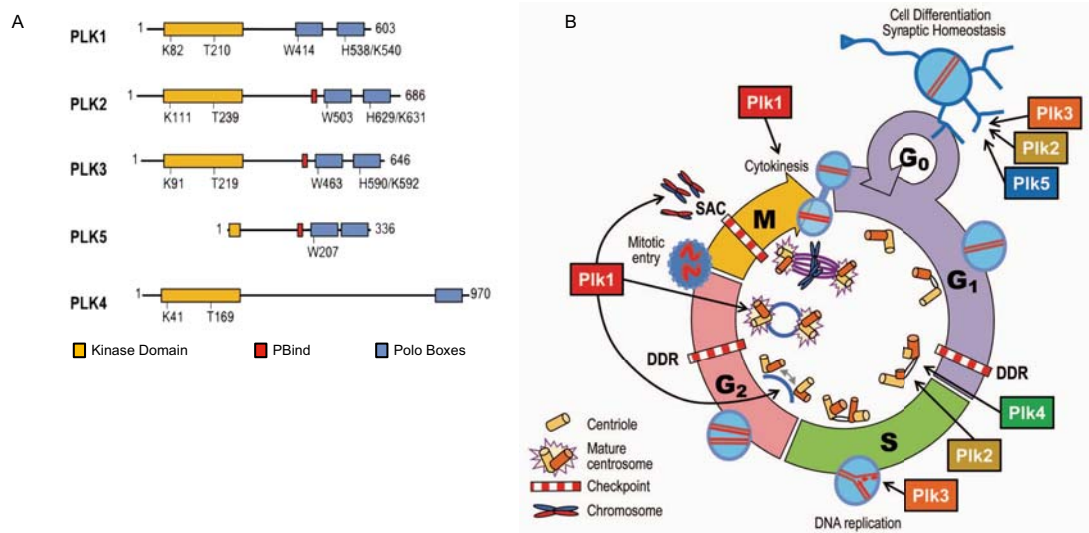 A
PLK1
1
603
K82
T210
W414
H538/K540
PLK2
1
686
K111
T239
W503
H629/K631
PLK3
1
646
K91
T219
W463
H590/K592
PLK5
1
336
W207
PLK4
1
970
K41
T169
Kinase Domain
PBind
Polo Boxes
B
Cell Differentiation
Synaptic Homeostasis
Plk1
Plk3
Plk2
Plk5
G0
Cytokinesis
SAC
M
Mitotic
entry
Plk1
G1
DDR
DDR
G2
Plk4
S
Plk2
Plk3
DNA replication
Centriole
Mature
centrosome
Checkpoint
Chromosome